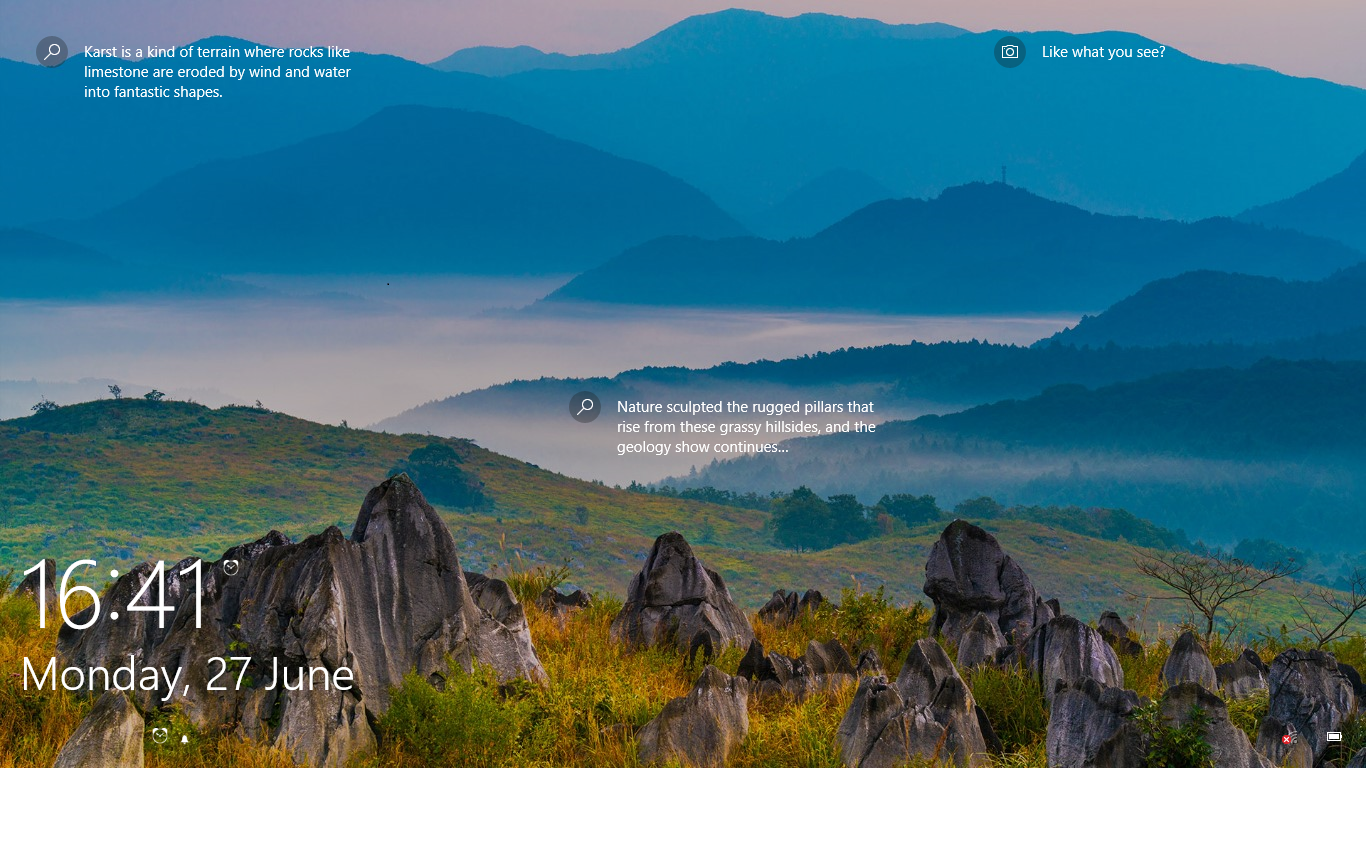 Karst is a kind of terrain where rocks like
limestone are eroded by wind and water
into fantastic shapes.
Like what you see?
Nature sculpted the rugged pillars that
rise from these grassy hillsides, and the
geology show continues...
16:41
Monday, 27 June